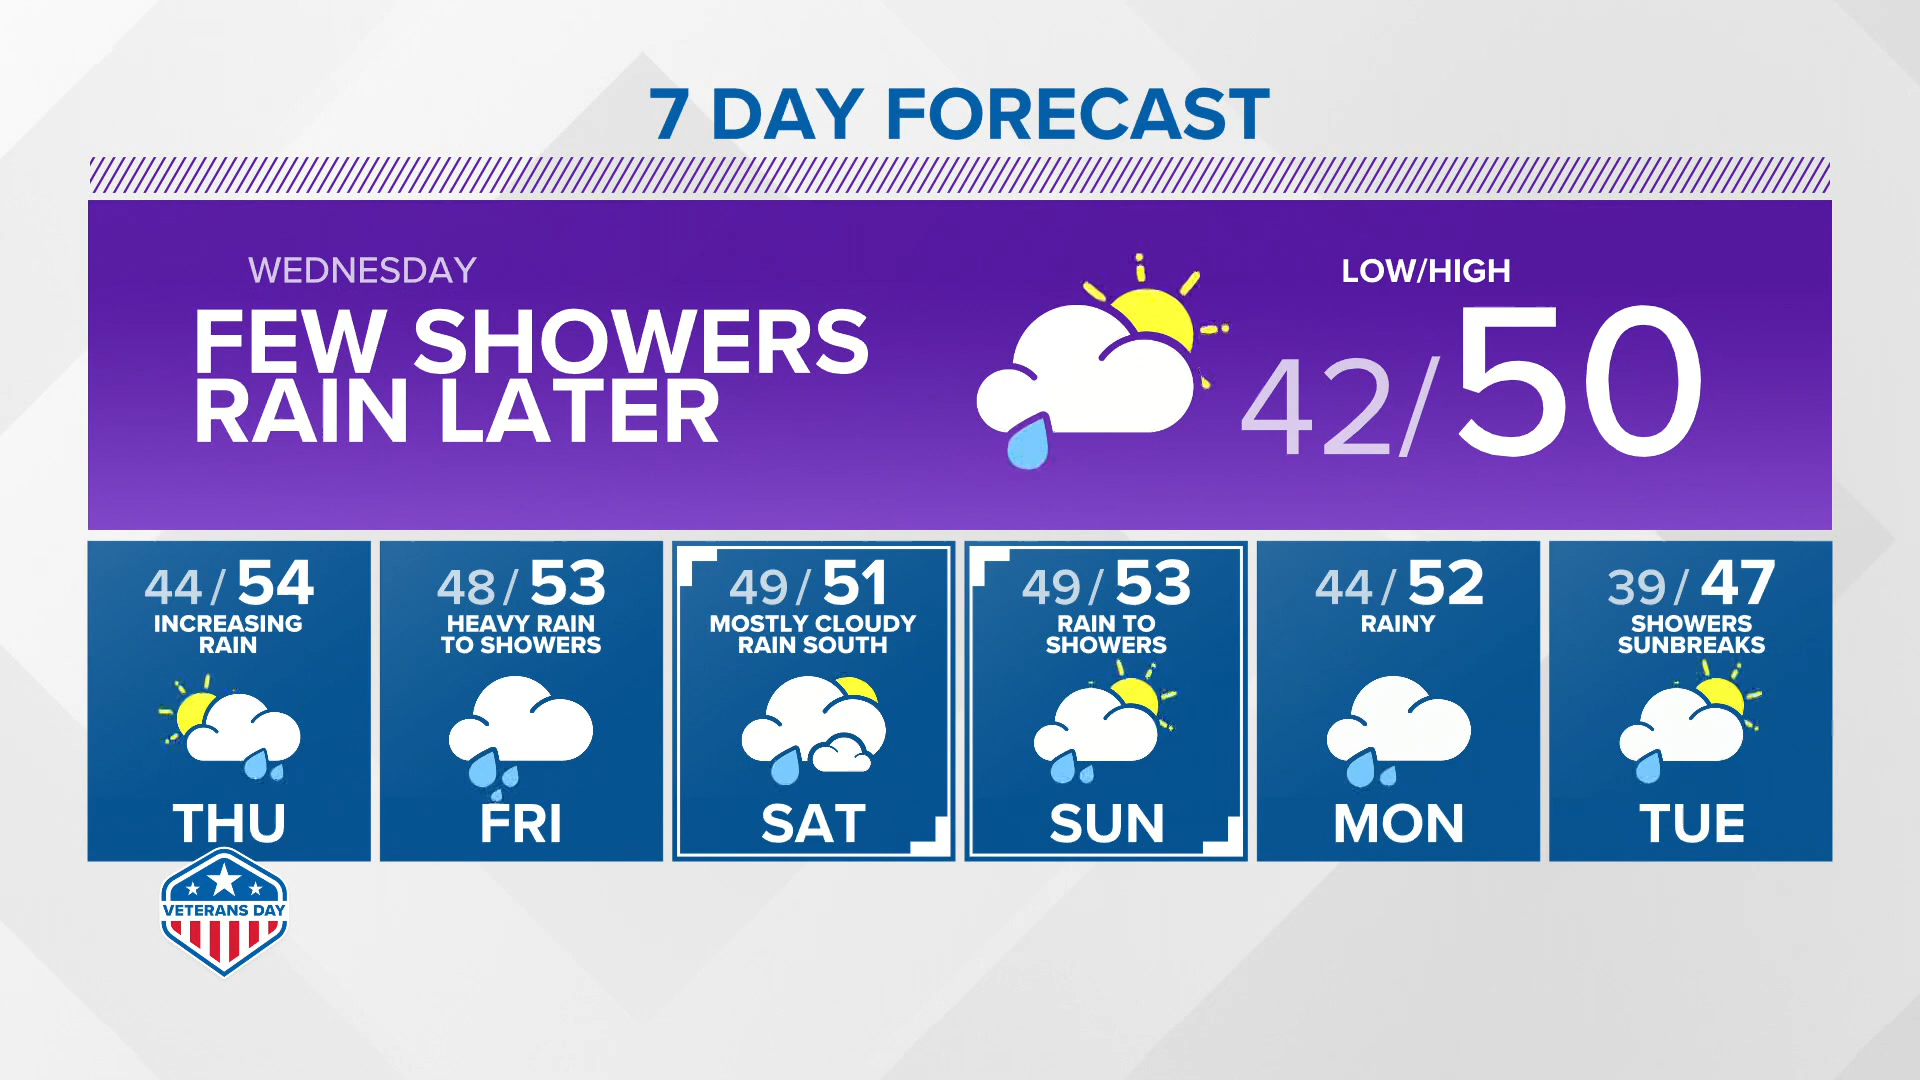 7 DAY FORECAST
WEDNESDAY
FEW SHOWERS
RAIN LATER
LOW/HIGH
42/50
44/54
INCREASING
RAIN
THU
48/53
HEAVY RAIN
TO SHOWERS
FRI
49/51
MOSTLY CLOUDY
RAIN SOUTH
SAT
49/53
RAIN TO
SHOWERS
SUN
44/52
RAINY
MON
39/47
SHOWERS
SUNBREAKS
TUE
VETERANS DAY